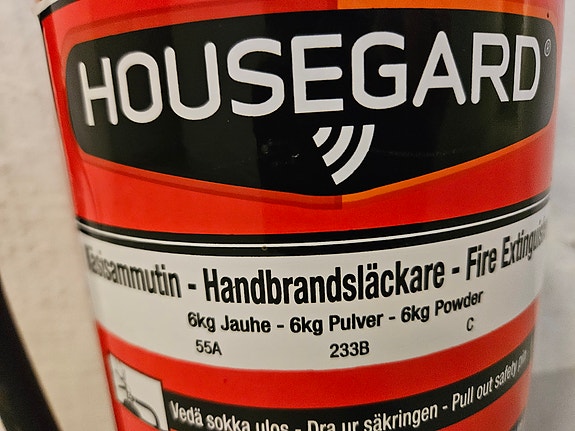 HOUSEGARD®
Käsisammutin - Handbrandsläckare - Fire Extinguisher
6kg Jauhe - 6kg Pulver - 6kg Powder
55A 233B C
Vedä sokka ulos - Dra ur säkringen - Pull out safety pin